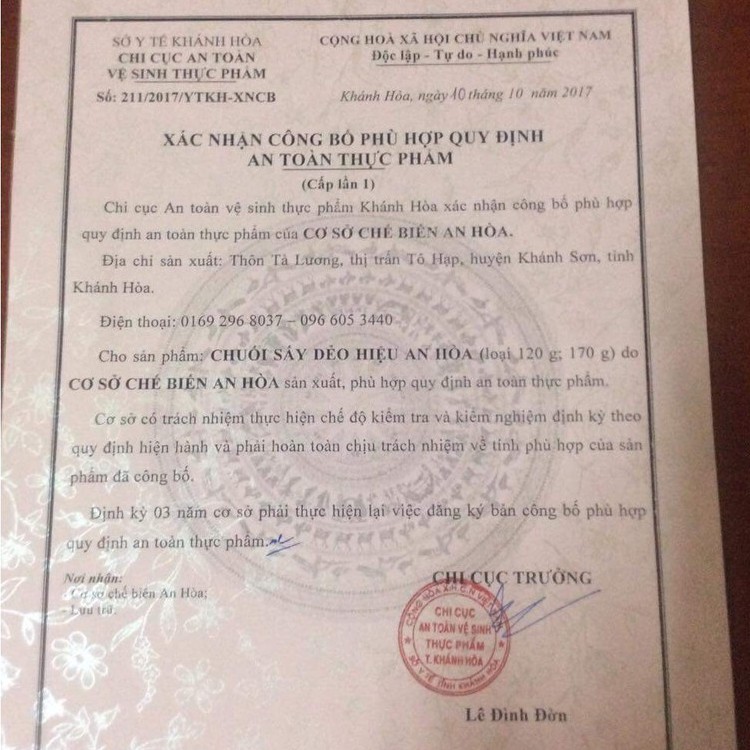 SỞ Y TẾ KHÁNH HÒA
CHI CỤC AN TOÀN
VỆ SINH THỰC PHẨM
Số: 211/2017/YTKH-XNCB
CỘNG HOÀ XÃ HỘI CHỦ NGHĨA VIỆT NAM
Độc lập - Tự do - Hạnh phúc
Khánh Hòa, ngày 10 tháng 10 năm 2017
XÁC NHẬN CÔNG BỐ PHÙ HỢP QUY ĐỊNH
AN TOÀN THỰC PHẨM
(Cấp lần 1)
Chi cục An toàn vệ sinh thực phẩm Khánh Hòa xác nhận công bố phù hợp
quy định an toàn thực phẩm của CƠ SỞ CHẾ BIẾN AN HÒA.
Địa chỉ sản xuất: Thôn Tà Lương, thị trấn Tô Hạp, huyện Khánh Sơn, tỉnh
Khánh Hòa.
Điện thoại: 0169 296 8037 – 096 605 3440
Cho sản phẩm: CHUỐI SẤY DẺO HIỆU AN HÒA (loại 120 g; 170 g) do
CƠ SỞ CHẾ BIẾN AN HÒA sản xuất, phù hợp quy định an toàn thực phẩm.
Cơ sở có trách nhiệm thực hiện chế độ kiểm tra và kiểm nghiệm định kỳ theo
quy định hiện hành và phải hoàn toàn chịu trách nhiệm về tính phù hợp của sản
phẩm đã công bố.
Định kỳ 03 năm cơ sở phải thực hiện lại việc đăng ký bản công bố phù hợp
quy định an toàn thực phẩm.
Nơi nhận:
- Cơ sở chế biến An Hòa;
- Lưu trữ.
CHI CỤC TRƯỞNG
CỘNG HÒA X.H.C.N VIỆT NAM
CHI CỤC
AN TOÀN VỆ SINH
THỰC PHẨM
T. KHÁNH HÒA
SỞ Y TẾ TỈNH KHÁNH HÒA
Lê Đình Đờn